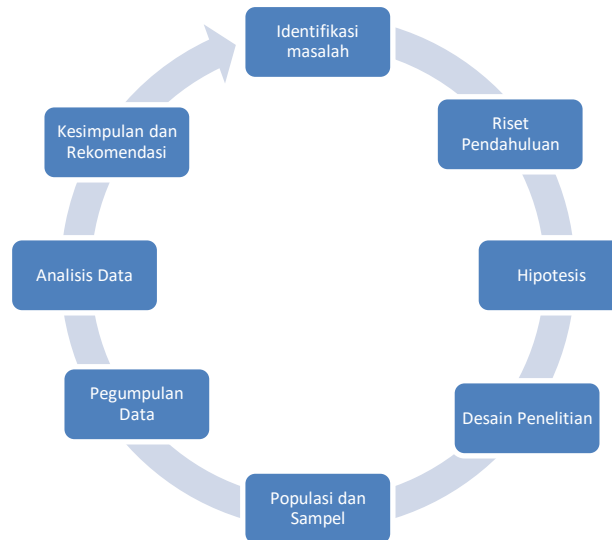 Identifikasi
masalah
Riset
Pendahuluan
Hipotesis
Desain Penelitian
Populasi dan
Sampel
Pegumpulan
Data
Analisis Data
Kesimpulan dan
Rekomendasi